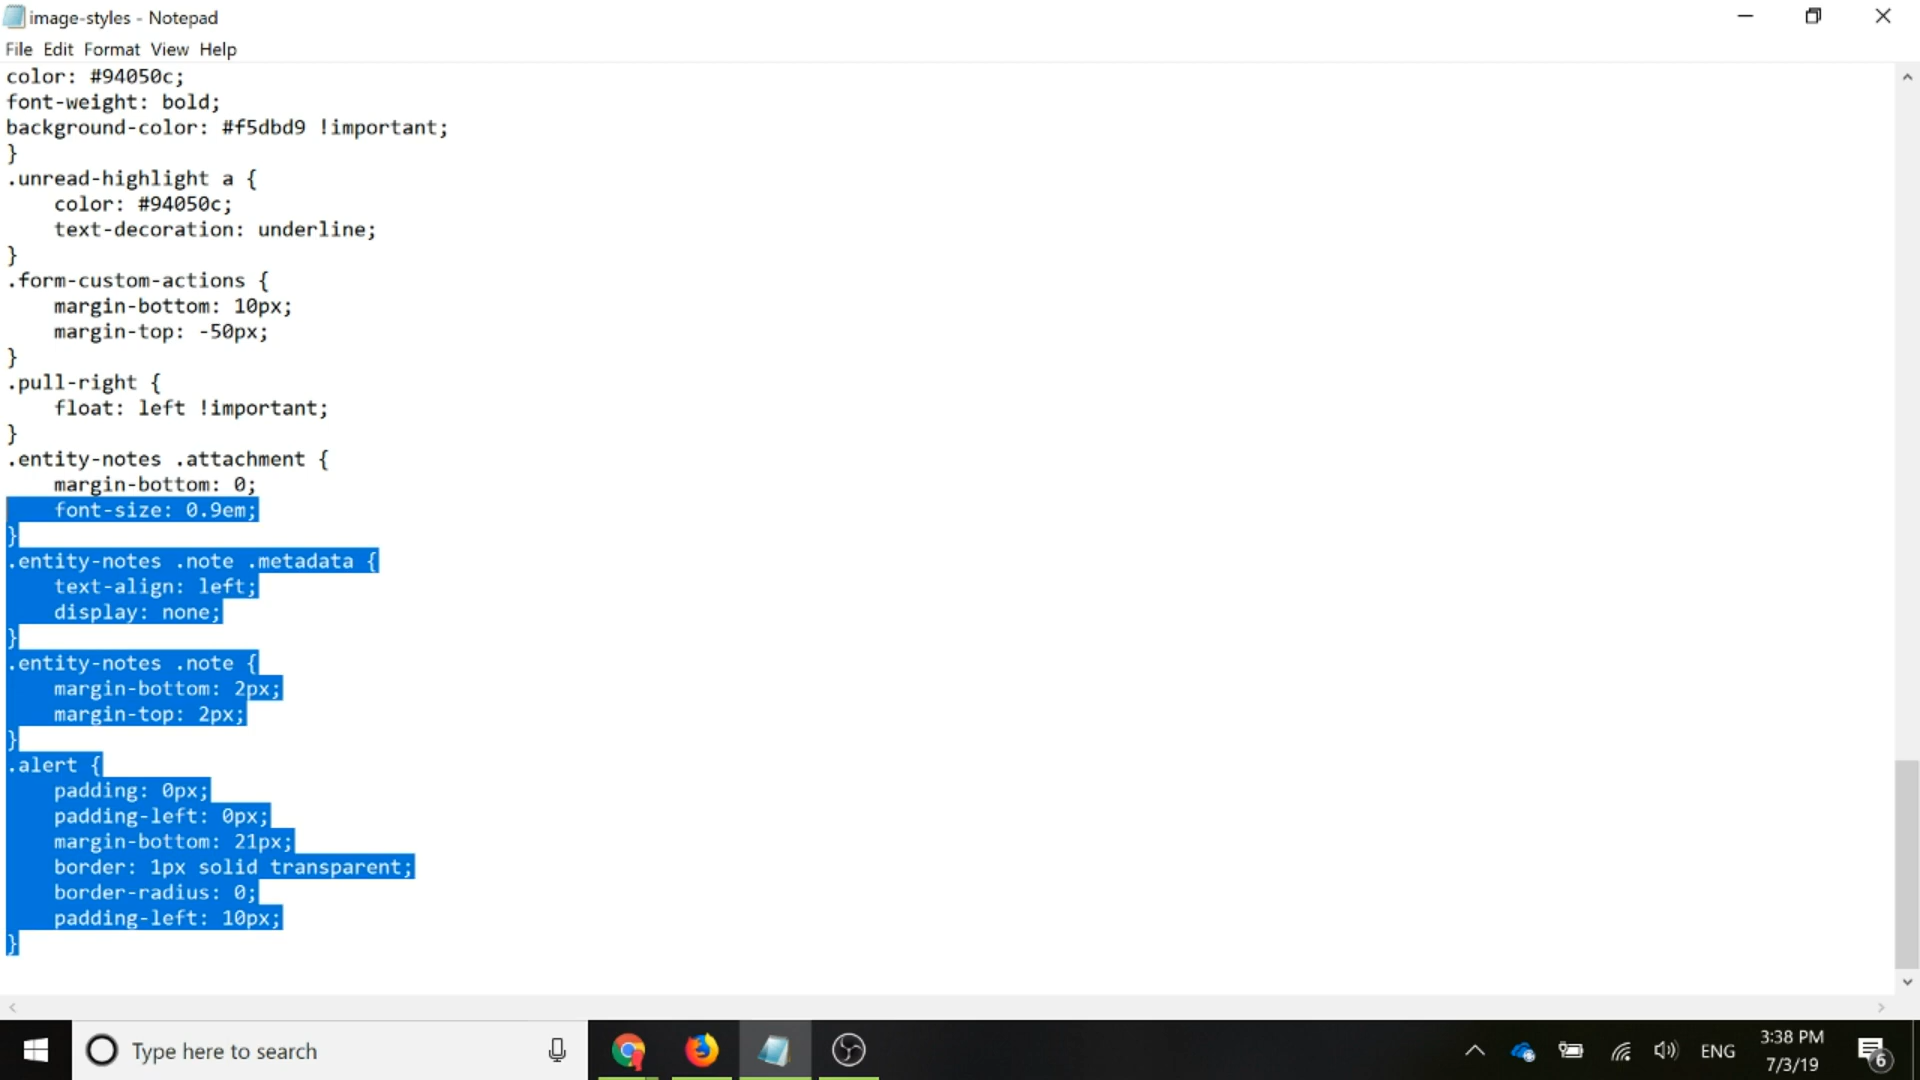 image-styles - Notepad
File Edit Format View Help
color: #94050c;
font-weight: bold;
background-color: #f5dbd9 !important;
}
.unread-highlight a {
    color: #94050c;
    text-decoration: underline;
}
.form-custom-actions {
    margin-bottom: 10px;
    margin-top: -50px;
}
.pull-right {
    float: left !important;
}
.entity-notes .attachment {
    margin-bottom: 0;
    font-size: 0.9em;
}
.entity-notes .note .metadata {
    text-align: left;
    display: none;
}
.entity-notes .note {
    margin-bottom: 2px;
    margin-top: 2px;
}
.alert {
    padding: 0px;
    padding-left: 0px;
    margin-bottom: 21px;
    border: 1px solid transparent;
    border-radius: 0;
    padding-left: 10px;
}
Type here to search
ENG
3:38 PM
7/3/19
6